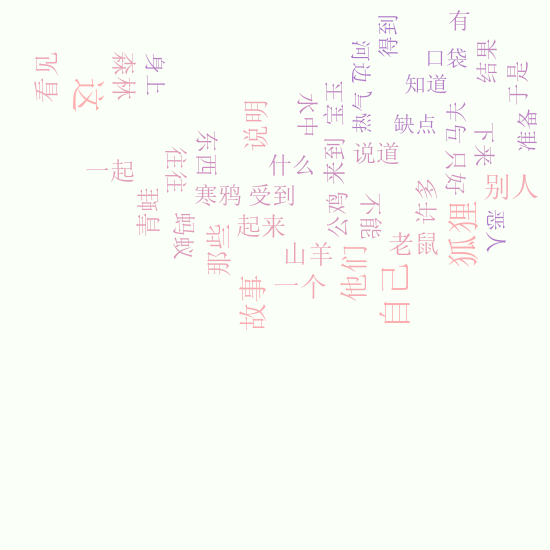 有
得到
河边
口袋
结果
看见
森林
身上
知道
于是
这
说明
水中
缺点
马夫
准备
下来
东西
往往
一起
什么
来到
说道
只好
寒鸦
受到
别人
青蛙
蚂蚁
起来
公鸡
不能
许多
狐狸
恶人
那些
山羊
老鼠
他们
一个
自己
故事